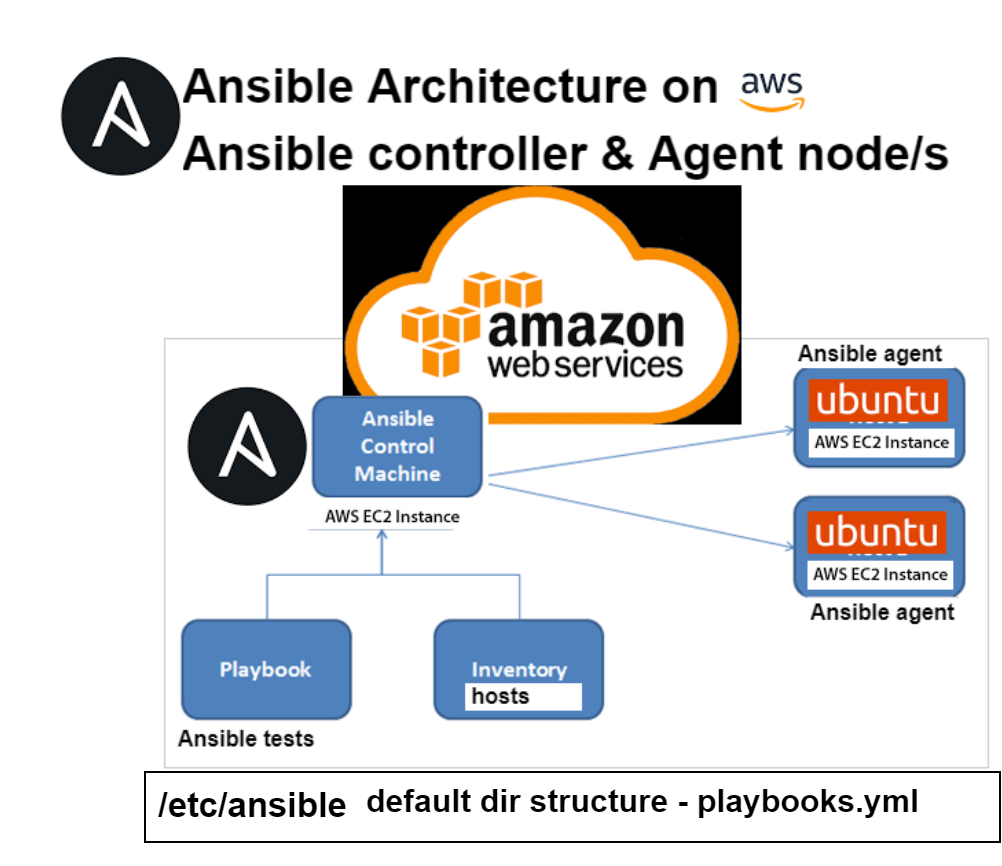 Ansible Architecture on aws
Ansible controller & Agent node/s
amazon
web services
Ansible agent
ubuntu
AWS EC2 Instance
Ansible
Control
Machine
AWS EC2 Instance
ubuntu
AWS EC2 Instance
Ansible agent
Playbook
Inventory
hosts
Ansible tests
/etc/ansible default dir structure - playbooks.yml